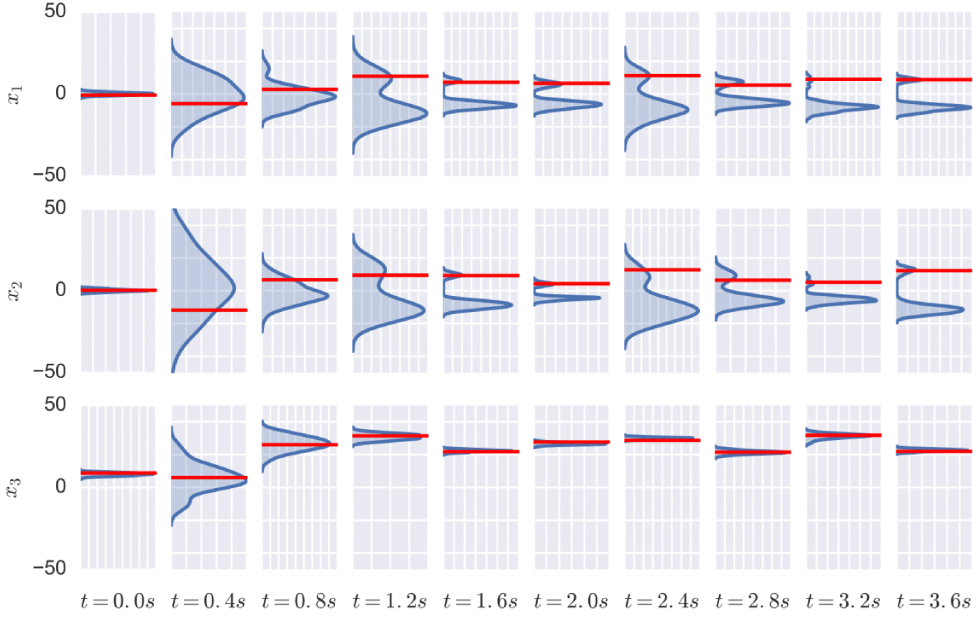 50
0
−50
x₁
50
0
−50
x₂
50
0
−50
x₃
t = 0.0s t = 0.4s t = 0.8s t = 1.2s t = 1.6s t = 2.0s t = 2.4s t = 2.8s t = 3.2s t = 3.6s